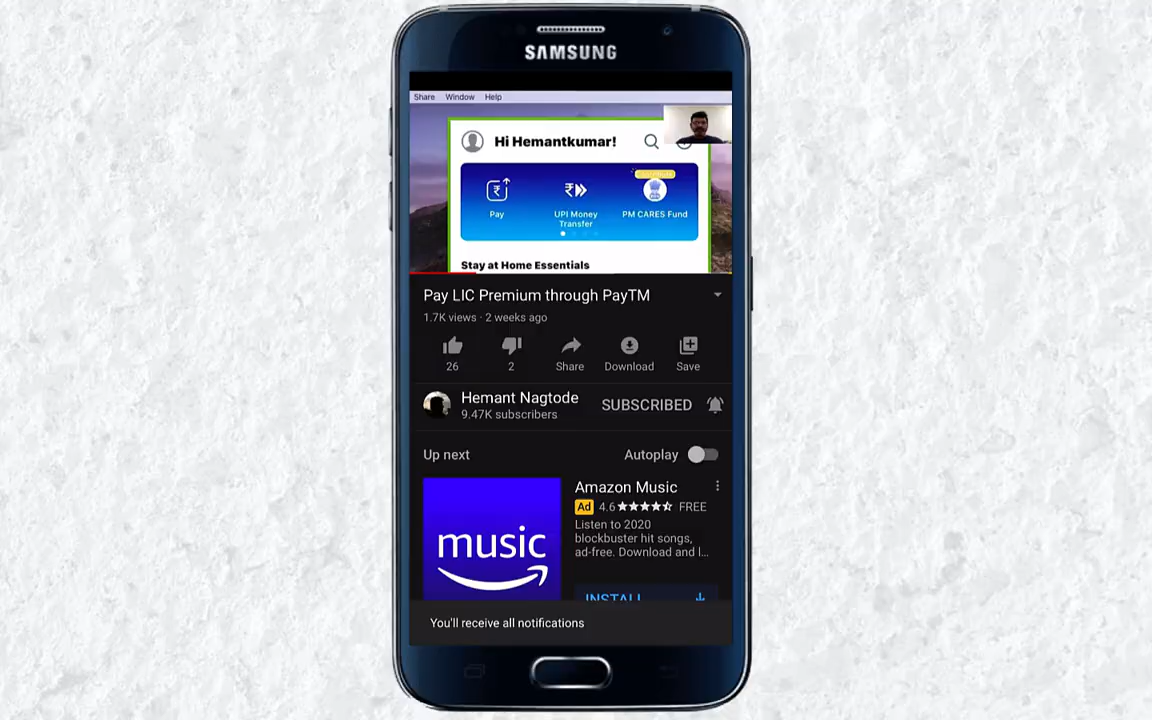 SAMSUNG
Share Window Help
Hi Hemantkumar!
Pay
UPI Money
Transfer
PM CARES Fund
Stay at Home Essentials
Pay LIC Premium through PayTM
1.7K views · 2 weeks ago
26
2
Share
Download
Save
Hemant Nagtode
9.47K subscribers
SUBSCRIBED
Up next
Autoplay
music
Amazon Music
Ad 4.6 FREE
Listen to 2020
blockbuster hit songs,
ad-free. Download and l...
INSTALL
You'll receive all notifications